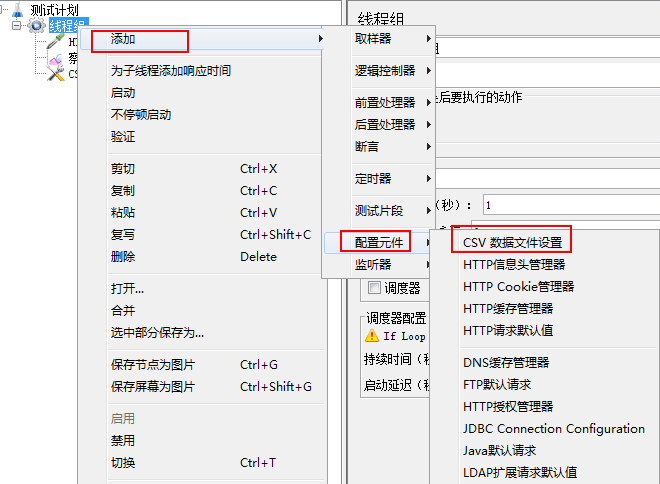 测试计划
线程组
HT
察
CS
添加
为子线程添加响应时间
启动
不停顿启动
验证
剪切 Ctrl+X
复制 Ctrl+C
粘贴 Ctrl+V
复写 Ctrl+Shift+C
删除 Delete
打开...
合并
选中部分保存为...
保存节点为图片 Ctrl+G
保存屏幕为图片 Ctrl+Shift+G
启用
禁用
切换 Ctrl+T
取样器
逻辑控制器
前置处理器
后置处理器
断言
定时器
测试片段
配置元件
监听器
CSV 数据文件设置
HTTP信息头管理器
HTTP Cookie管理器
HTTP缓存管理器
HTTP请求默认值
DNS缓存管理器
FTP默认请求
HTTP授权管理器
JDBC Connection Configuration
Java默认请求
LDAP扩展请求默认值
线程组
组
后要执行的动作
(秒): 1
调度器
调度器配置
If Loop
持续时间(秒
启动延迟(秒